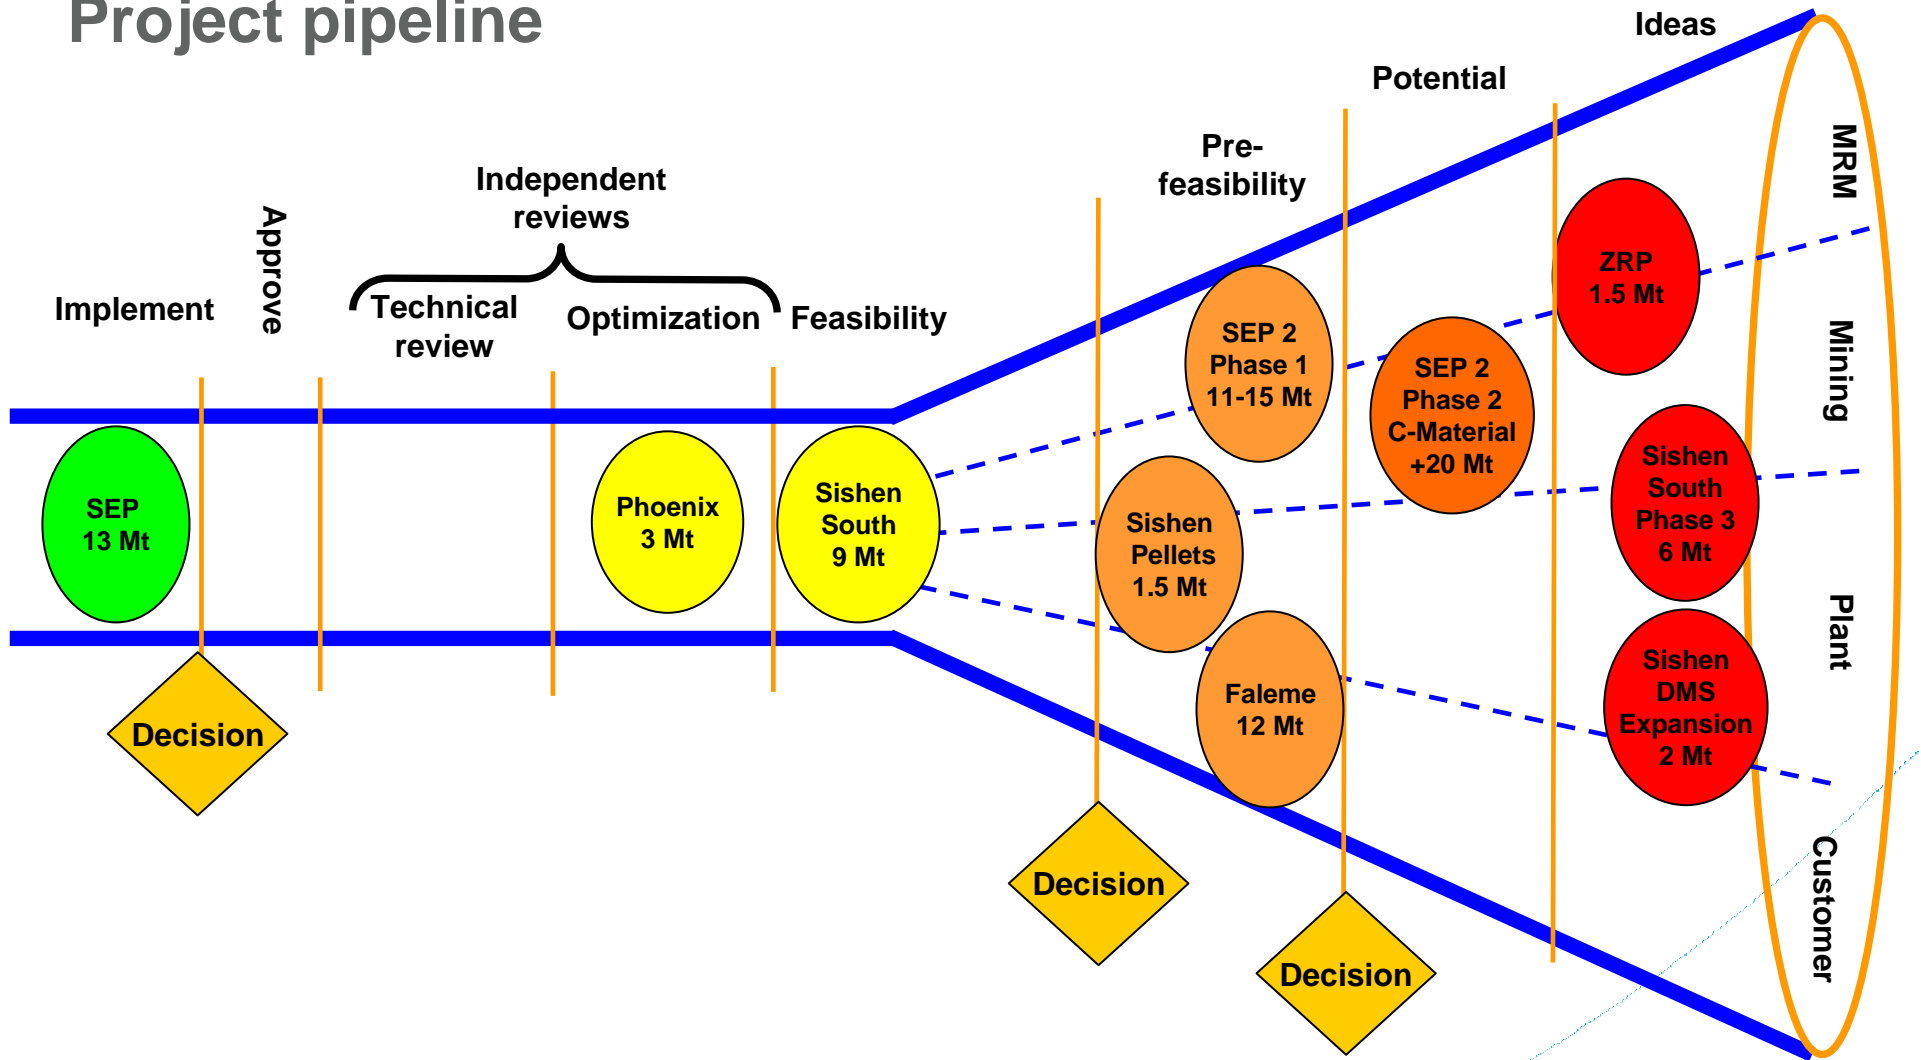 Project pipeline
Ideas
Potential
Pre-
feasibility
Independent
reviews
Approve
Implement
Technical
review
Optimization
Feasibility
MRM
Mining
Plant
Customer
ZRP
1.5 Mt
SEP 2
Phase 1
11-15 Mt
SEP 2
Phase 2
C-Material
+20 Mt
Sishen
South
Phase 3
6 Mt
SEP
13 Mt
Phoenix
3 Mt
Sishen
South
9 Mt
Sishen
Pellets
1.5 Mt
Faleme
12 Mt
Sishen
DMS
Expansion
2 Mt
Decision
Decision
Decision